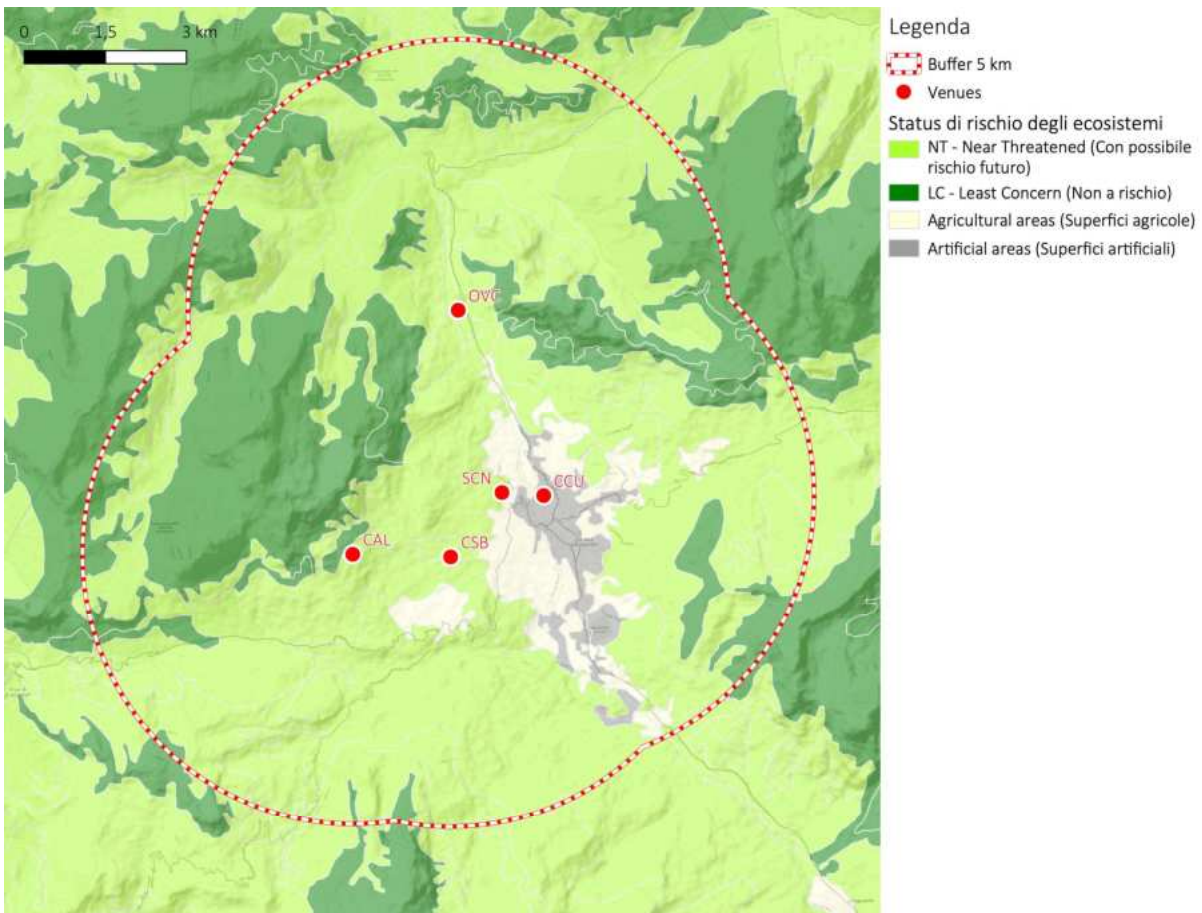 0 1,5 3 km
OVC
SCN
CCU
CAL
CSB
Legenda
Buffer 5 km
Venues
Status di rischio degli ecosistemi
NT - Near Threatened (Con possibile
rischio futuro)
LC - Least Concern (Non a rischio)
Agricultural areas (Superfici agricole)
Artificial areas (Superfici artificiali)